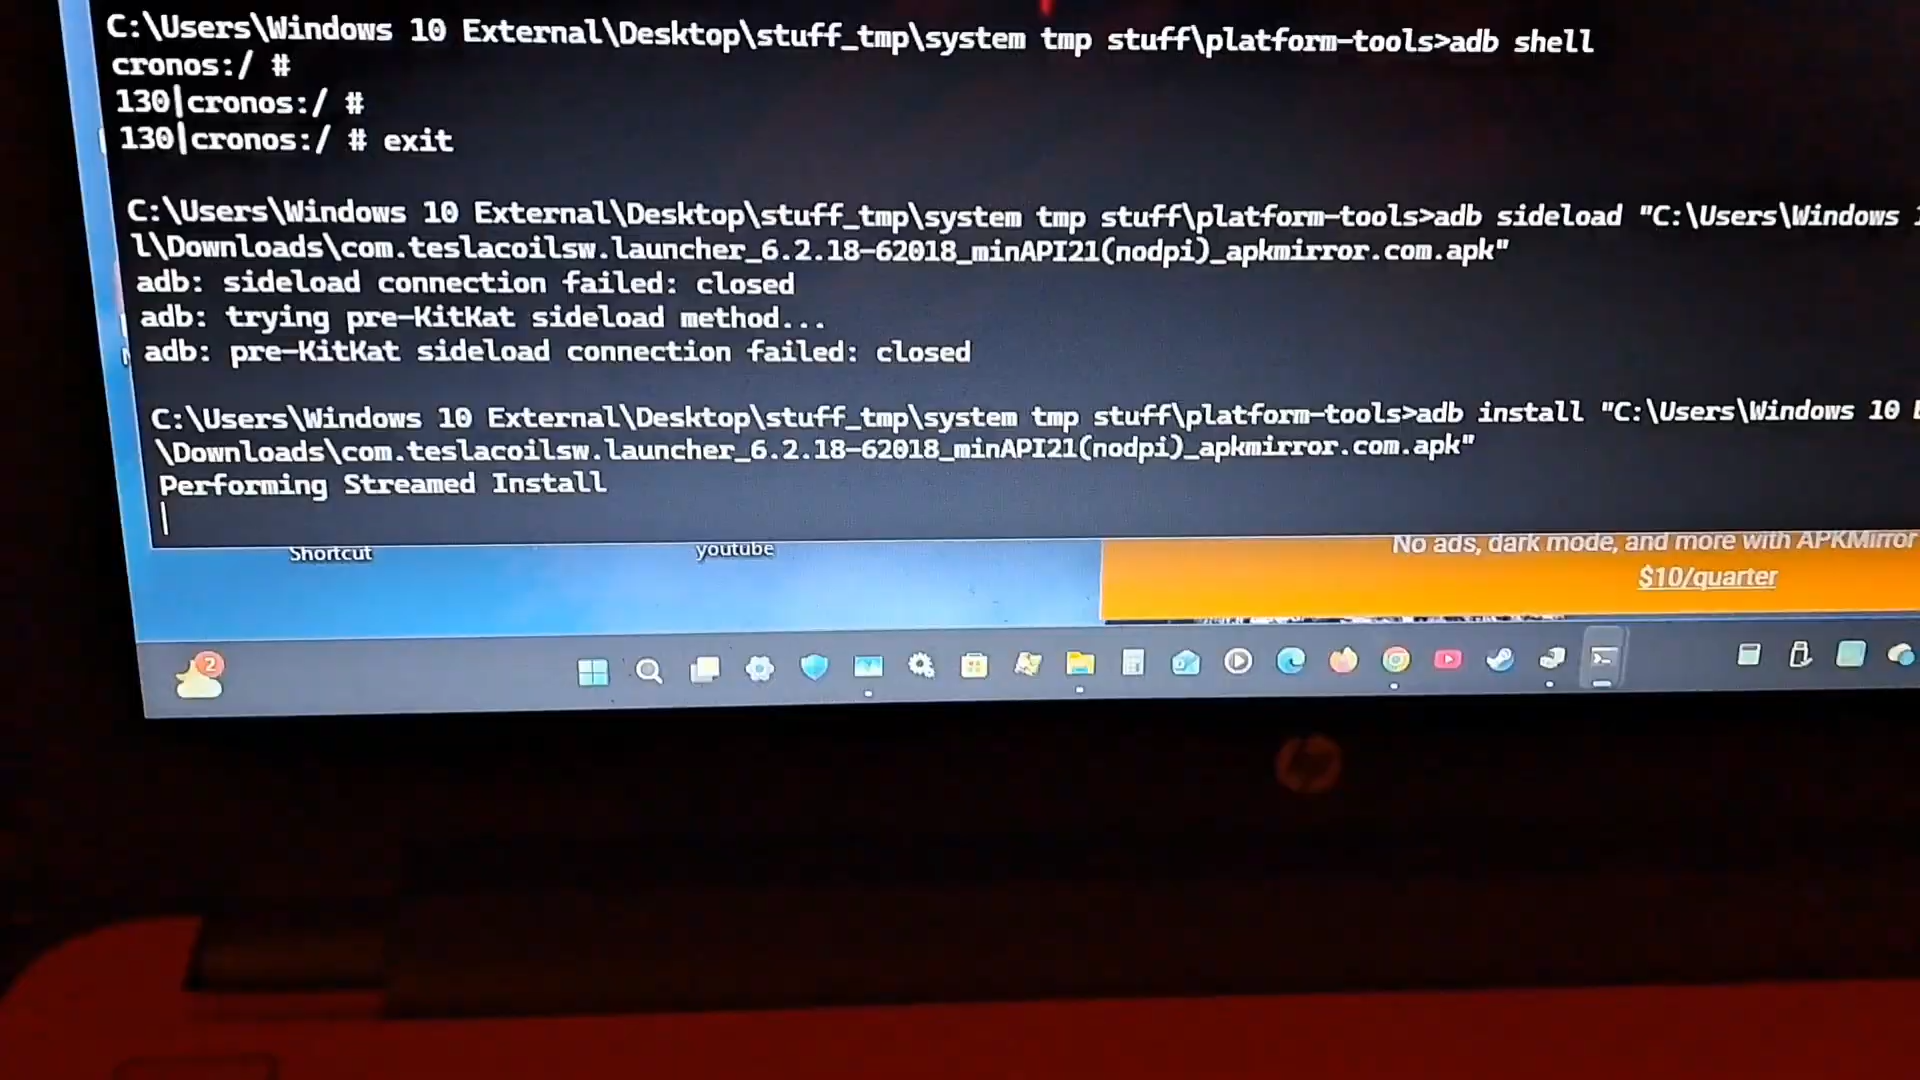 C:\Users\Windows 10 External\Desktop\stuff_tmp\system tmp stuff\platform-tools>adb shell
cronos:/ #
130|cronos:/ #
130|cronos:/ # exit
C:\Users\Windows 10 External\Desktop\stuff_tmp\system tmp stuff\platform-tools>adb sideload "C:\Users\Windows 1
l\Downloads\com.teslacoilsw.launcher_6.2.18-62018_minAPI21(nodpi)_apkmirror.com.apk"
adb: sideload connection failed: closed
adb: trying pre-KitKat sideload method...
adb: pre-KitKat sideload connection failed: closed
C:\Users\Windows 10 External\Desktop\stuff_tmp\system tmp stuff\platform-tools>adb install "C:\Users\Windows 10 E
\Downloads\com.teslacoilsw.launcher_6.2.18-62018_minAPI21(nodpi)_apkmirror.com.apk"
Performing Streamed Install
Shortcut
youtube
No ads, dark mode, and more with APKMirror
$10/quarter
2
hp